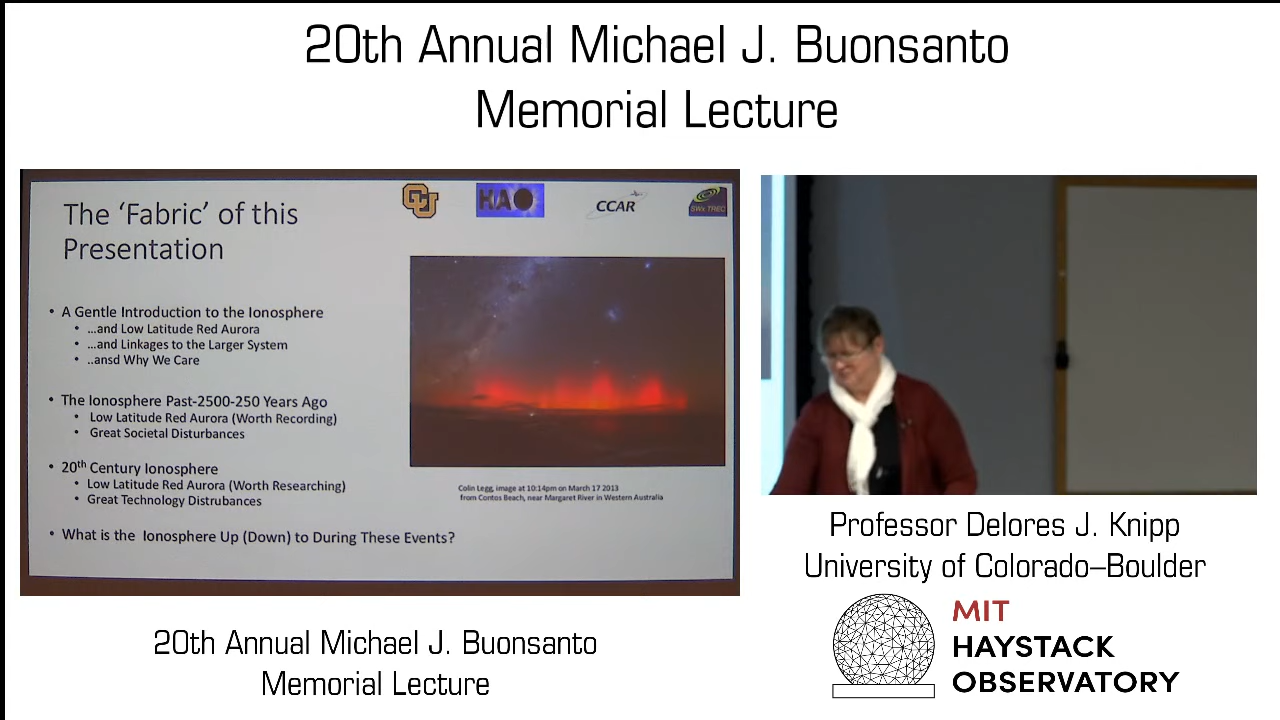 20th Annual Michael J. Buonsanto
Memorial Lecture
The ‘Fabric’ of this
Presentation
CU
HAO
CCAR
SWx TREC
• A Gentle Introduction to the Ionosphere
• …and Low Latitude Red Aurora
• …and Linkages to the Larger System
• ..ansd Why We Care
• The Ionosphere Past-2500-250 Years Ago
• Low Latitude Red Aurora (Worth Recording)
• Great Societal Disturbances
• 20th Century Ionosphere
• Low Latitude Red Aurora (Worth Researching)
• Great Technology Distrubances
• What is the Ionosphere Up (Down) to During These Events?
Colin Legg, image at 10:14pm on March 17 2013
from Contos Beach, near Margaret River in Western Australia
Professor Delores J. Knipp
University of Colorado–Boulder
MIT
HAYSTACK
OBSERVATORY
20th Annual Michael J. Buonsanto
Memorial Lecture